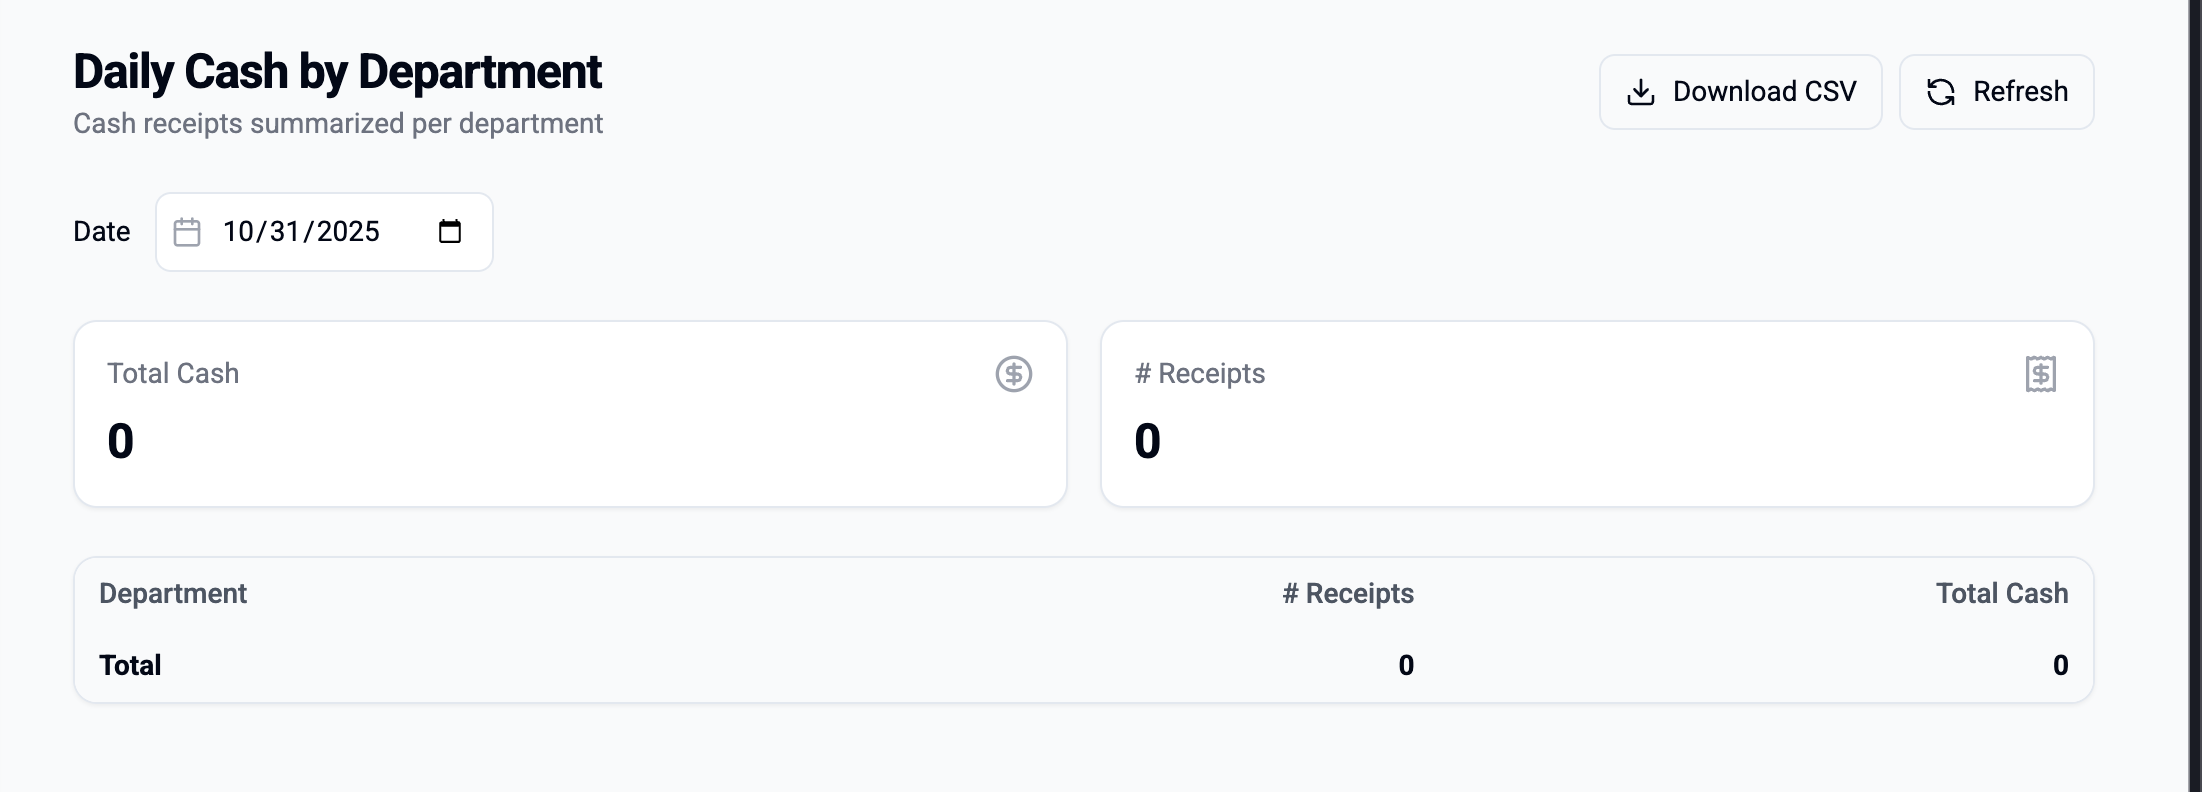 Daily Cash by Department
Cash receipts summarized per department
Download CSV
Refresh
Date
10/31/2025
Total Cash
0
# Receipts
0
Department # Receipts Total Cash
Total 0 0